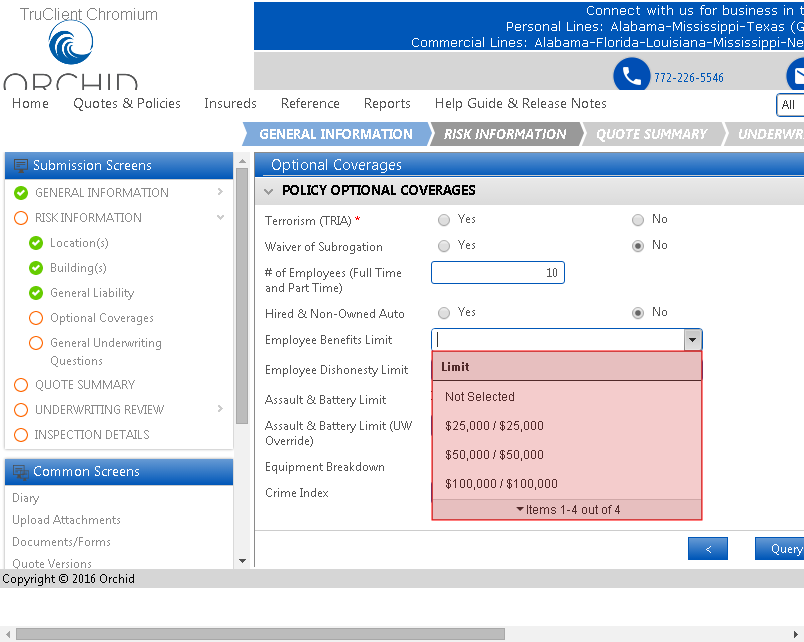 TruClient Chromium
ORCHID
Connect with us for business in t
Personal Lines: Alabama-Mississippi-Texas (G
Commercial Lines: Alabama-Florida-Louisiana-Mississippi-Ne
772-226-5546
Home Quotes & Policies Insureds Reference Reports Help Guide & Release Notes All
GENERAL INFORMATION RISK INFORMATION QUOTE SUMMARY UNDERWR
Submission Screens
GENERAL INFORMATION
RISK INFORMATION
Location(s)
Building(s)
General Liability
Optional Coverages
General Underwriting
Questions
QUOTE SUMMARY
UNDERWRITING REVIEW
INSPECTION DETAILS
Common Screens
Diary
Upload Attachments
Documents/Forms
Quote Versions
Optional Coverages
POLICY OPTIONAL COVERAGES
Terrorism (TRIA) * Yes No
Waiver of Subrogation Yes No
# of Employees (Full Time
and Part Time) 10
Hired & Non-Owned Auto Yes No
Employee Benefits Limit
Employee Dishonesty Limit
Assault & Battery Limit
Assault & Battery Limit (UW
Override)
Equipment Breakdown
Crime Index
Limit
Not Selected
$25,000 / $25,000
$50,000 / $50,000
$100,000 / $100,000
Items 1-4 out of 4
< Query
Copyright © 2016 Orchid